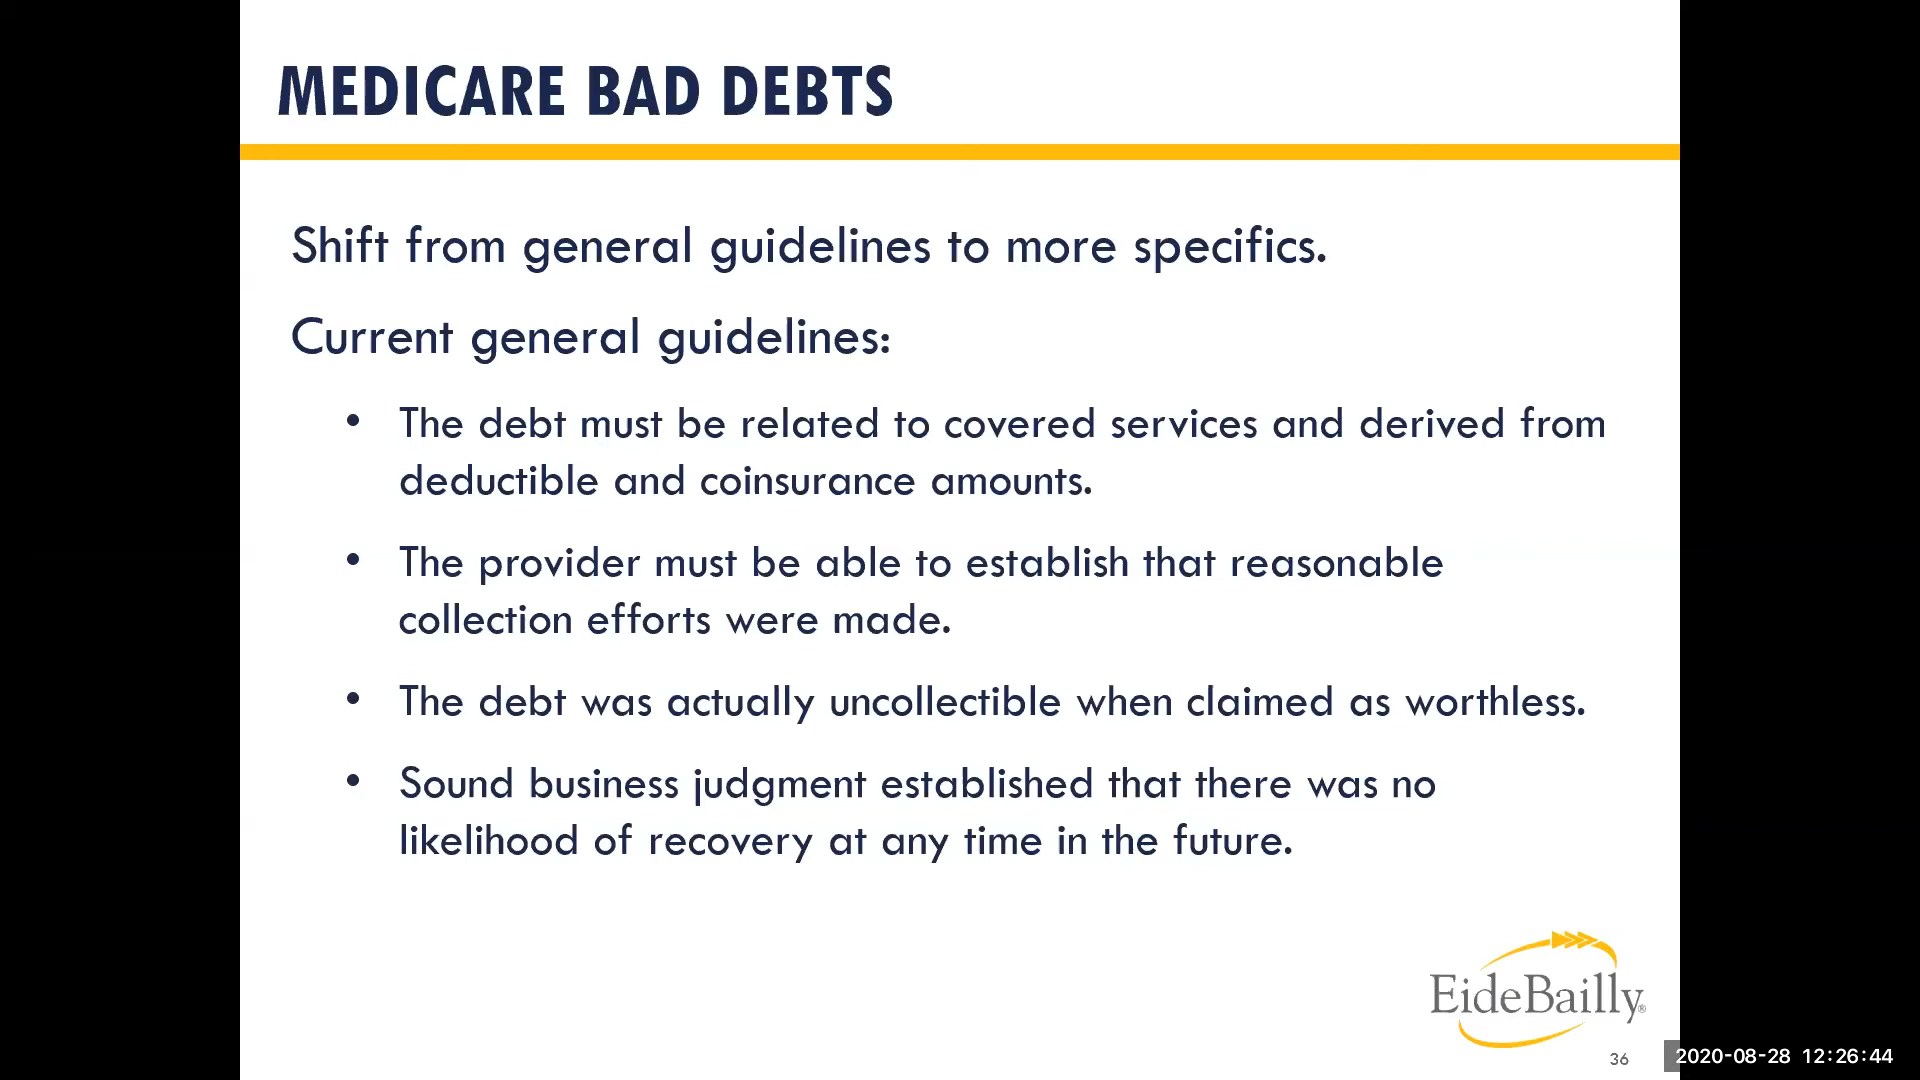 MEDICARE BAD DEBTS
Shift from general guidelines to more specifics.
Current general guidelines:
• The debt must be related to covered services and derived from
deductible and coinsurance amounts.
• The provider must be able to establish that reasonable
collection efforts were made.
• The debt was actually uncollectible when claimed as worthless.
• Sound business judgment established that there was no
likelihood of recovery at any time in the future.
EideBailly®
36
2020-08-28 12:26:44